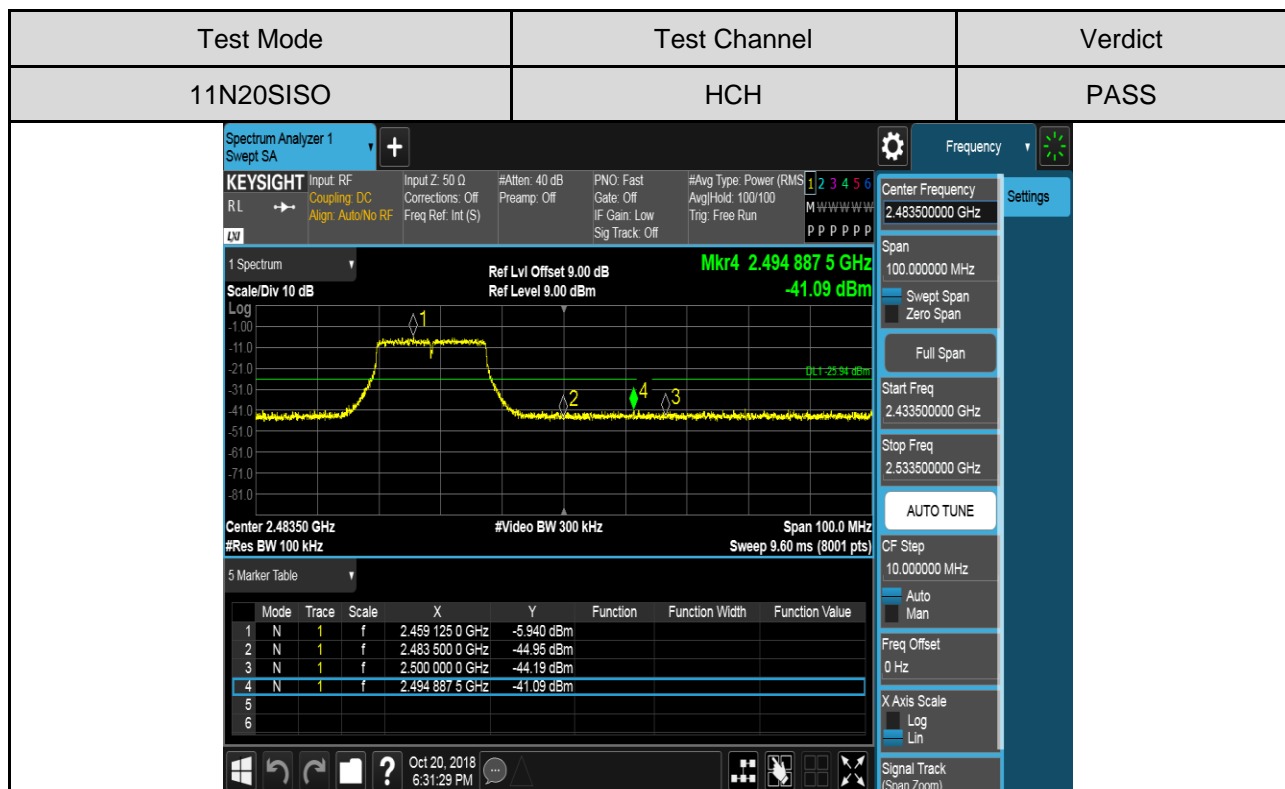 Test Mode Test Channel Verdict
11N20SISO HCH PASS
Spectrum Analyzer 1
Swept SA
+
Frequency
KEYSIGHT
RL
LXI
Input: RF
Coupling: DC
Align: Auto/No RF
Input Z: 50 Ω
Corrections: Off
Freq Ref: Int (S)
#Atten: 40 dB
Preamp: Off
PNO: Fast
Gate: Off
IF Gain: Low
Sig Track: Off
#Avg Type: Power (RMS
Avg|Hold: 100/100
Trig: Free Run
1 2 3 4 5 6
M W W W W W
P P P P P P
1 Spectrum
Scale/Div 10 dB
Ref Lvl Offset 9.00 dB
Ref Level 9.00 dBm
Mkr4 2.494 887 5 GHz
-41.09 dBm
Log
-1.00
-11.0
-21.0
-31.0
-41.0
-51.0
-61.0
-71.0
-81.0
1
2
4
3
DL1 -25.94 dBm
Center 2.48350 GHz
#Res BW 100 kHz
#Video BW 300 kHz
Span 100.0 MHz
Sweep 9.60 ms (8001 pts)
5 Marker Table
Mode Trace Scale X Y Function Function Width Function Value
1 N 1 f 2.459 125 0 GHz -5.940 dBm
2 N 1 f 2.483 500 0 GHz -44.95 dBm
3 N 1 f 2.500 000 0 GHz -44.19 dBm
4 N 1 f 2.494 887 5 GHz -41.09 dBm
5
6
?
Oct 20, 2018
6:31:29 PM
Center Frequency
2.483500000 GHz
Span
100.000000 MHz
Swept Span
Zero Span
Full Span
Start Freq
2.433500000 GHz
Stop Freq
2.533500000 GHz
AUTO TUNE
CF Step
10.000000 MHz
Auto
Man
Freq Offset
0 Hz
X Axis Scale
Log
Lin
Signal Track
(Span Zoom)
Settings